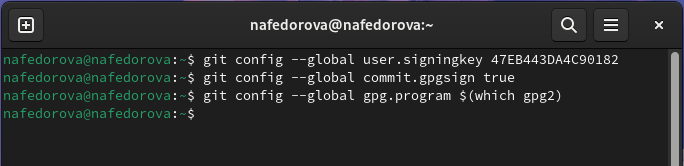 nafedorova@nafedorova:~
nafedorova@nafedorova:~$ git config --global user.signingkey 47EB443DA4C90182
nafedorova@nafedorova:~$ git config --global commit.gpgsign true
nafedorova@nafedorova:~$ git config --global gpg.program $(which gpg2)
nafedorova@nafedorova:~$